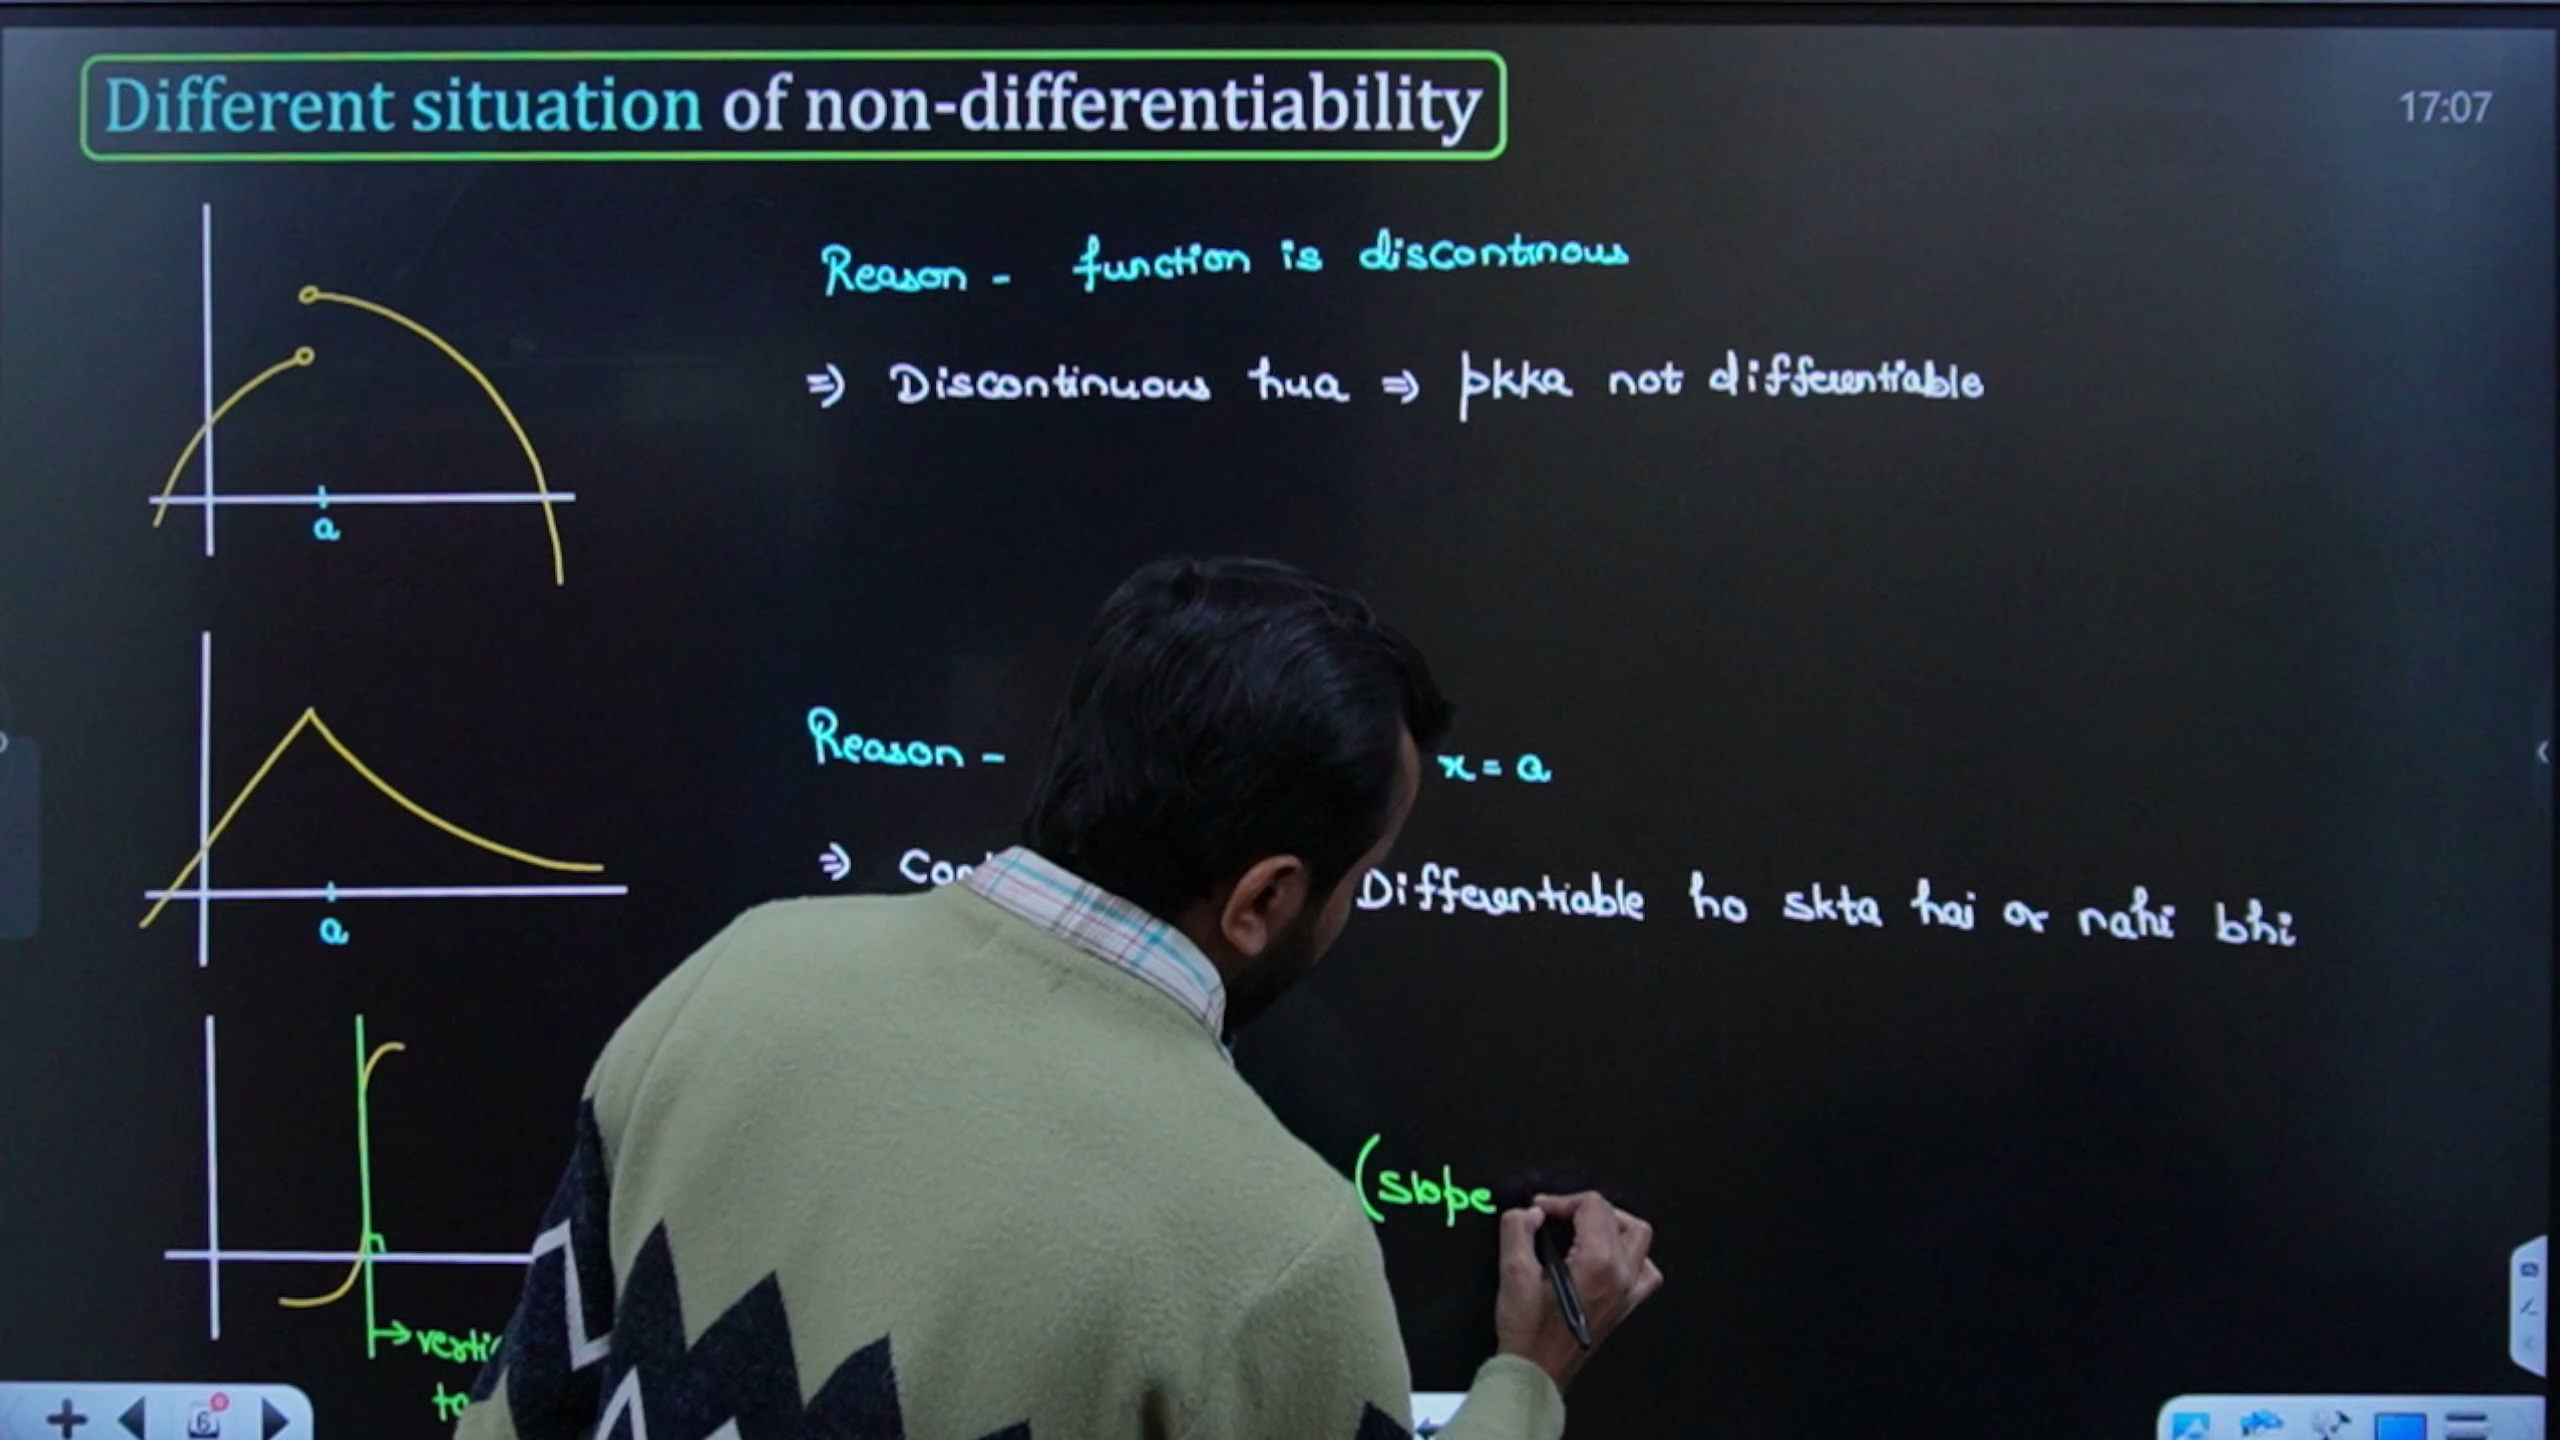 Different situation of non-differentiability
17:07
Reason - function is discontinous
⇒ Discontinuous hua ⇒ pkka not differentiable
a
Reason - x = a
⇒ Differentiable ho skta hai or nahi bhi
a
(slope
→
6